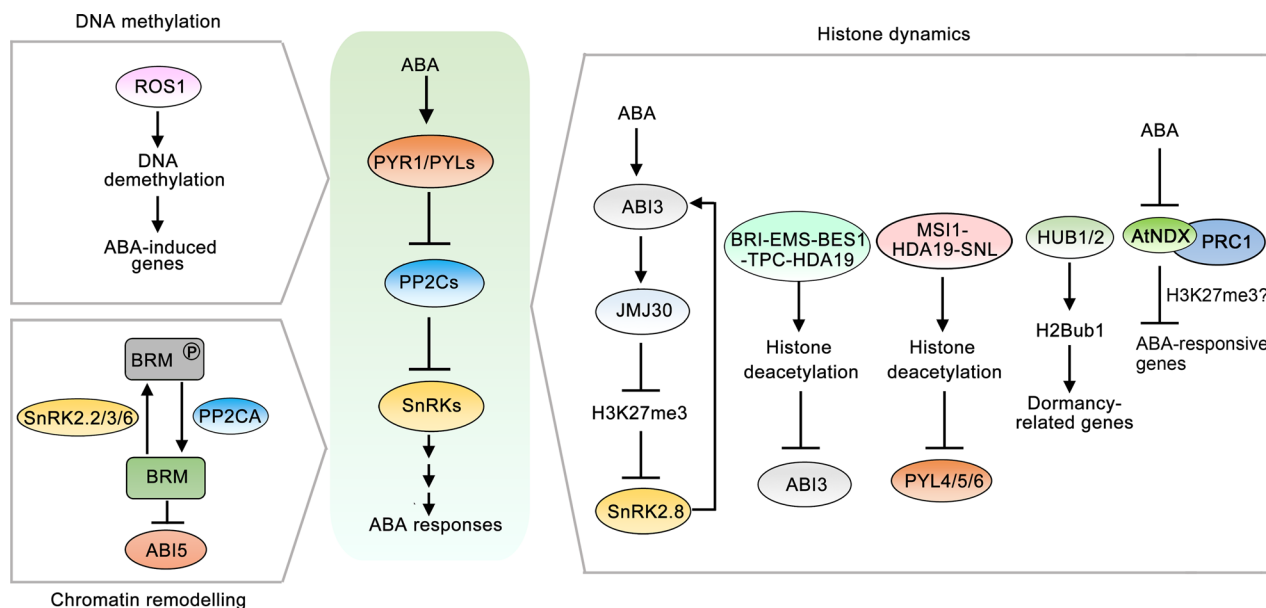 DNA methylation
ROS1
DNA
demethylation
ABA-induced
genes
BRM
P
SnRK2.2/3/6
PP2CA
BRM
ABI5
Chromatin remodelling
ABA
PYR1/PYLs
PP2Cs
SnRKs
ABA responses
Histone dynamics
ABA
ABI3
JMJ30
H3K27me3
SnRK2.8
BRI-EMS-BES1
-TPC-HDA19
Histone
deacetylation
ABI3
MSI1-
HDA19-SNL
Histone
deacetylation
PYL4/5/6
HUB1/2
H2Bub1
Dormancy-
related genes
ABA
AtNDX
PRC1
H3K27me3?
ABA-responsive
genes